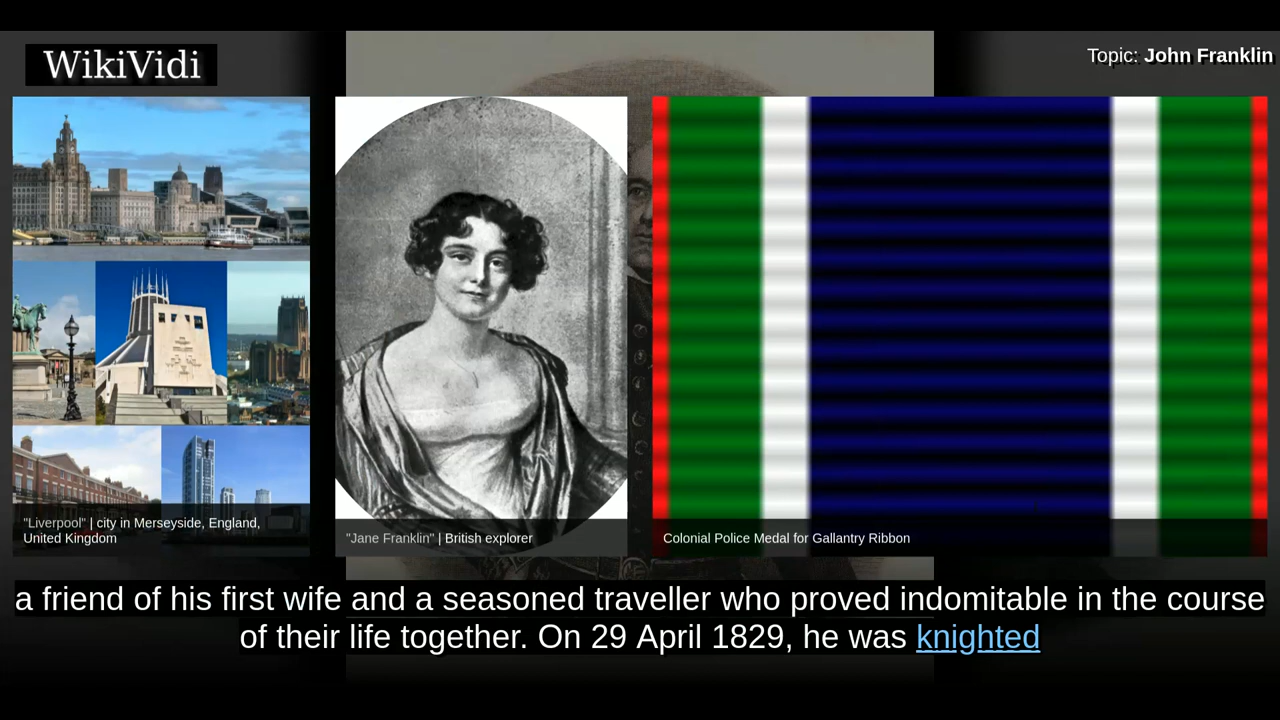 WikiVidi
Topic: John Franklin
"Liverpool" | city in Merseyside, England,
United Kingdom
"Jane Franklin" | British explorer
Colonial Police Medal for Gallantry Ribbon
a friend of his first wife and a seasoned traveller who proved indomitable in the course
of their life together. On 29 April 1829, he was knighted